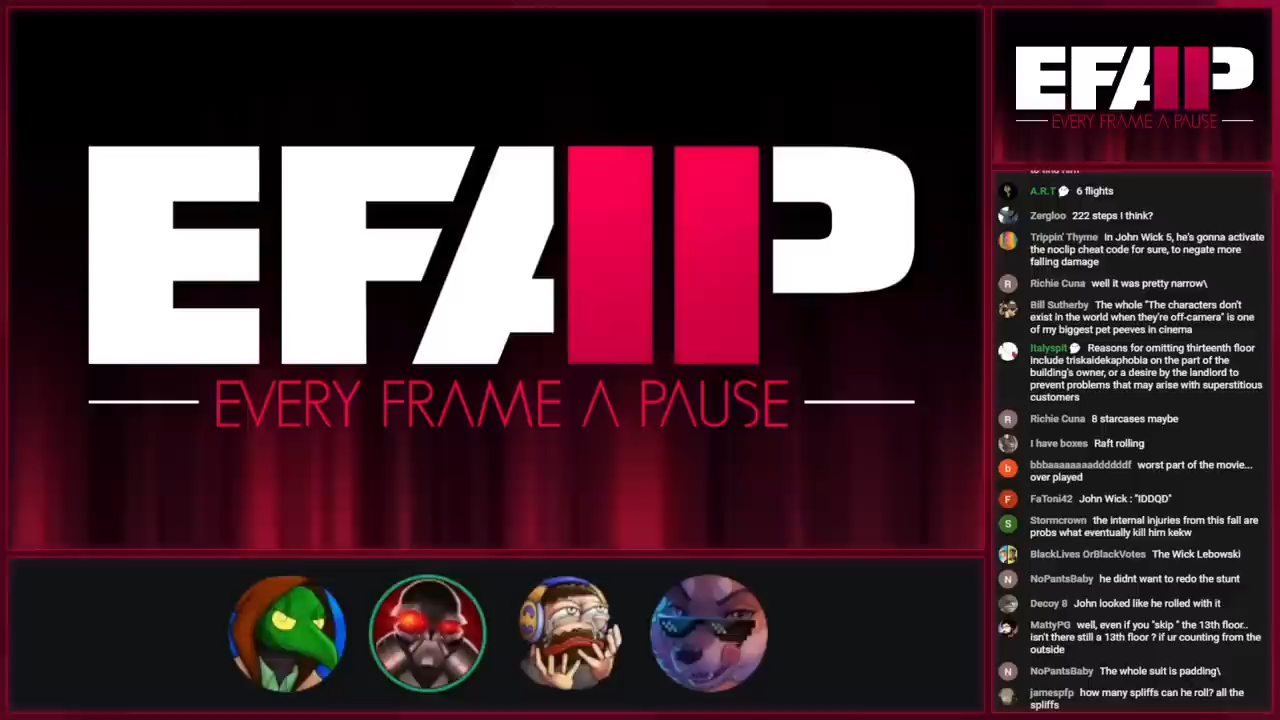 EFAP
EVERY FRAME A PAUSE
EFAP
EVERY FRAME A PAUSE
A.R.T 6 flights
Zergloo 222 steps I think?
Trippin' Thyme In John Wick 5, he's gonna activate
the noclip cheat code for sure, to negate more
falling damage
R
Richie Cuna well it was pretty narrow\
Bill Sutherby The whole "The characters don't
exist in the world when they're off-camera" is one
of my biggest pet peeves in cinema
Italyspit Reasons for omitting thirteenth floor
include triskaidekaphobia on the part of the
building's owner, or a desire by the landlord to
prevent problems that may arise with superstitious
customers
R
Richie Cuna 8 starcases maybe
I have boxes Raft rolling
b
bbbaaaaaaaaddddddf worst part of the movie...
over played
F
FaToni42 John Wick : "IDDQD"
S
Stormcrown the internal injuries from this fall are
probs what eventually kill him kekw
BlackLives OrBlackVotes The Wick Lebowski
N
NoPantsBaby he didnt want to redo the stunt
Decoy 8 John looked like he rolled with it
MattyPG well, even if you "skip " the 13th floor..
isn't there still a 13th floor ? if ur counting from the
outside
N
NoPantsBaby The whole suit is padding\
jamespfp how many spliffs can he roll? all the
spliffs